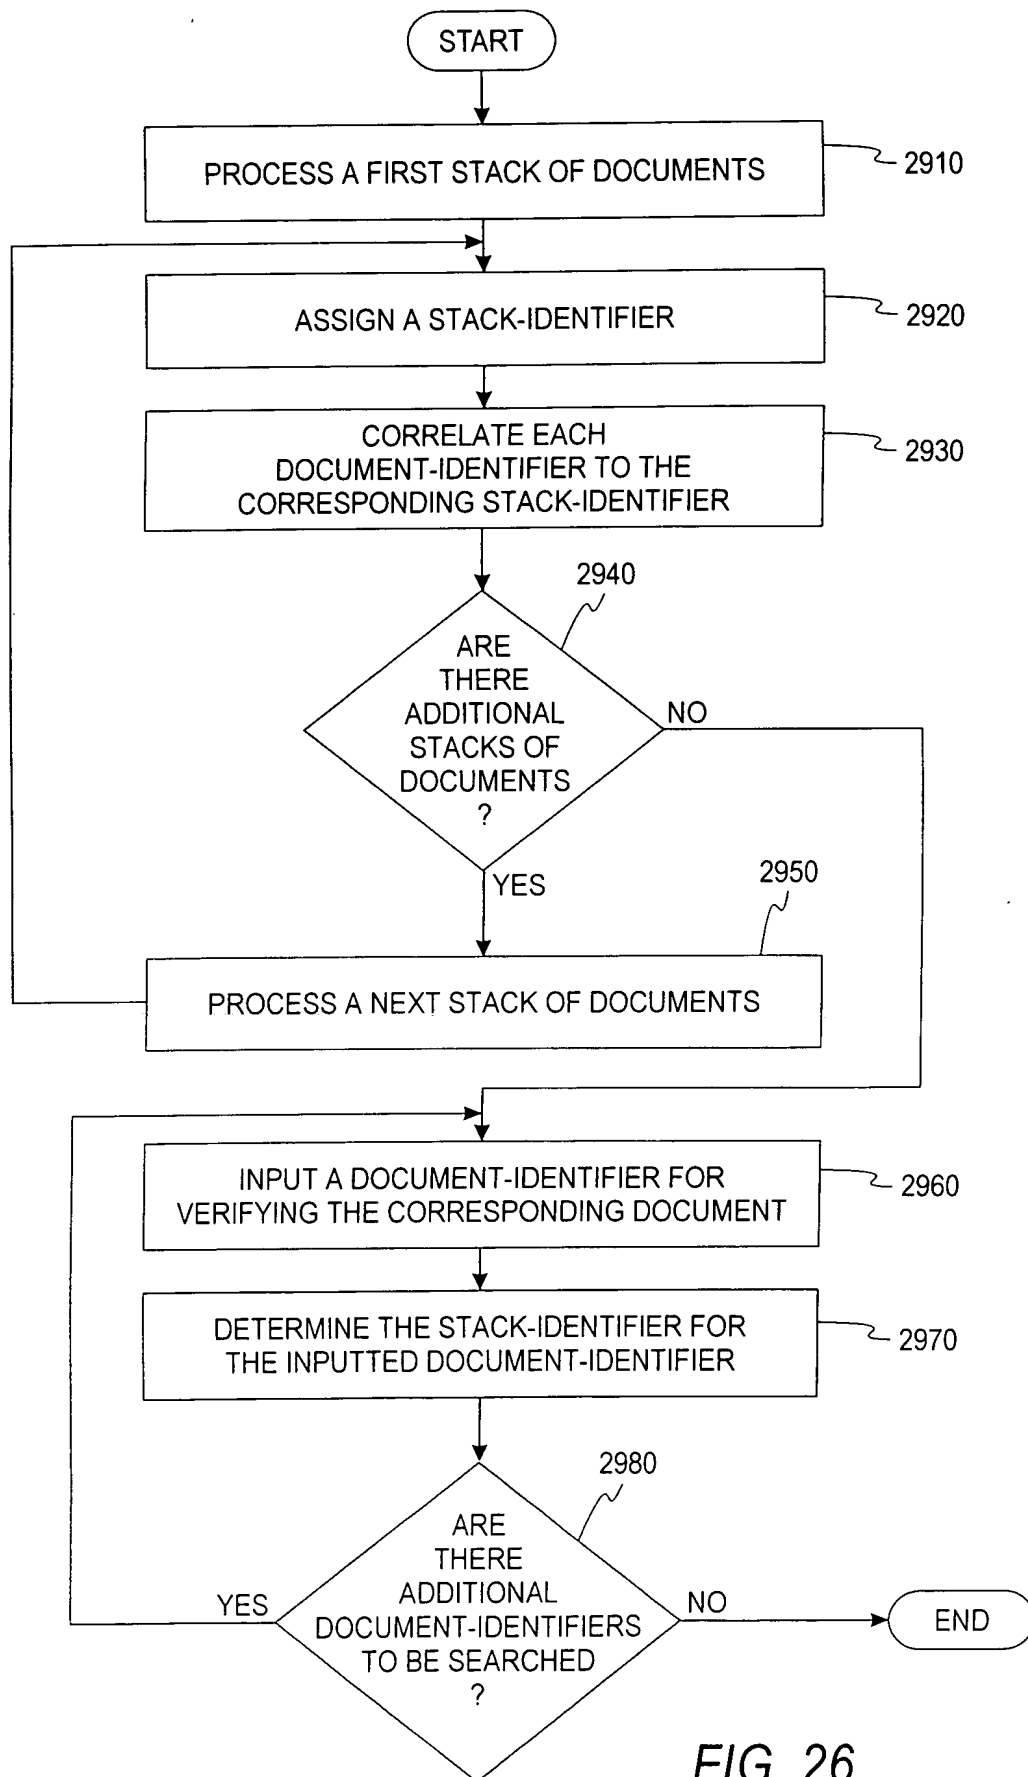 START
PROCESS A FIRST STACK OF DOCUMENTS
2910
ASSIGN A STACK-IDENTIFIER
2920
CORRELATE EACH
DOCUMENT-IDENTIFIER TO THE
CORRESPONDING STACK-IDENTIFIER
2930
2940
ARE
THERE
ADDITIONAL
STACKS OF
DOCUMENTS
?
NO
YES
2950
PROCESS A NEXT STACK OF DOCUMENTS
INPUT A DOCUMENT-IDENTIFIER FOR
VERIFYING THE CORRESPONDING DOCUMENT
2960
DETERMINE THE STACK-IDENTIFIER FOR
THE INPUTTED DOCUMENT-IDENTIFIER
2970
2980
ARE
THERE
ADDITIONAL
DOCUMENT-IDENTIFIERS
TO BE SEARCHED
?
YES
NO
END
FIG. 26